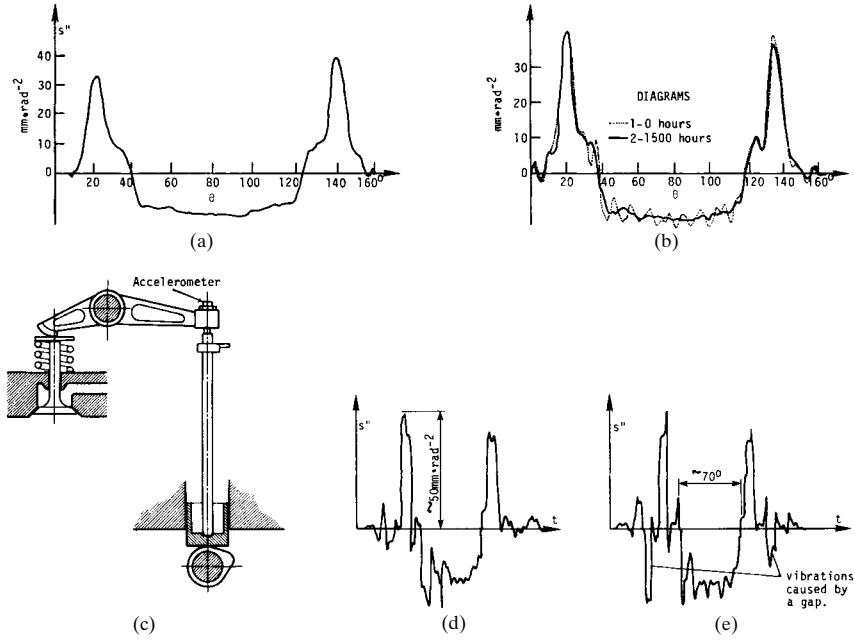 s"
mm•rad⁻²
40
30
20
10
0
20 40 60 80 100 120 140 160°
θ
(a)
mm•rad⁻²
30
20
10
0
DIAGRAMS
1-0 hours
2-1500 hours
20 40 60 80 100 120 140 160°
θ
(b)
Accelerometer
(c)
s"
~50mm•rad⁻²
t
(d)
s"
~70°
t
vibrations
caused by
a gap.
(e)